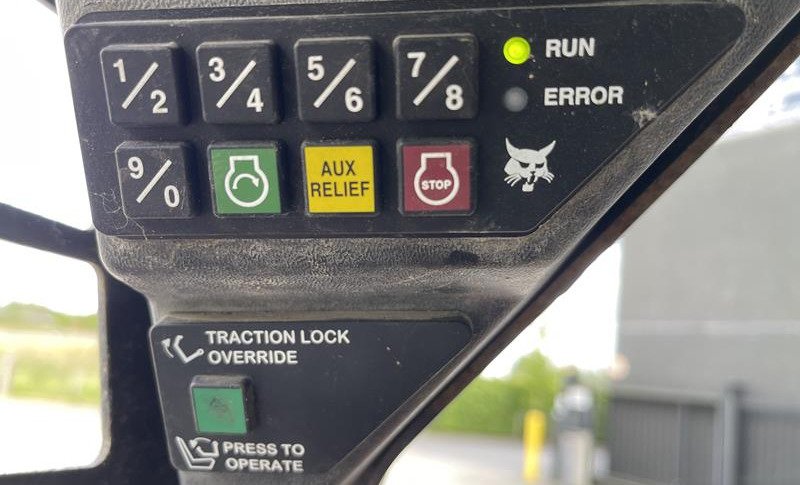 1/2 3/4 5/6 7/8 RUN
ERROR
9/0 AUX RELIEF STOP
TRACTION LOCK
OVERRIDE
PRESS TO
OPERATE